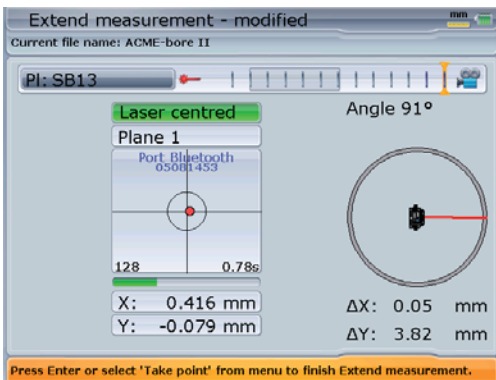 Extend measurement - modified
mm
Current file name: ACME-bore II
PI: SB13
Laser centred
Angle 91º
Plane 1
Port Bluetooth
05081453
128 0.78s
X: 0.416 mm
Y: -0.079 mm
ΔX: 0.05 mm
ΔY: 3.82 mm
Press Enter or select 'Take point' from menu to finish Extend measurement.